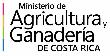 Ministerio de
Agricultura y
Ganadería
DE COSTA RICA